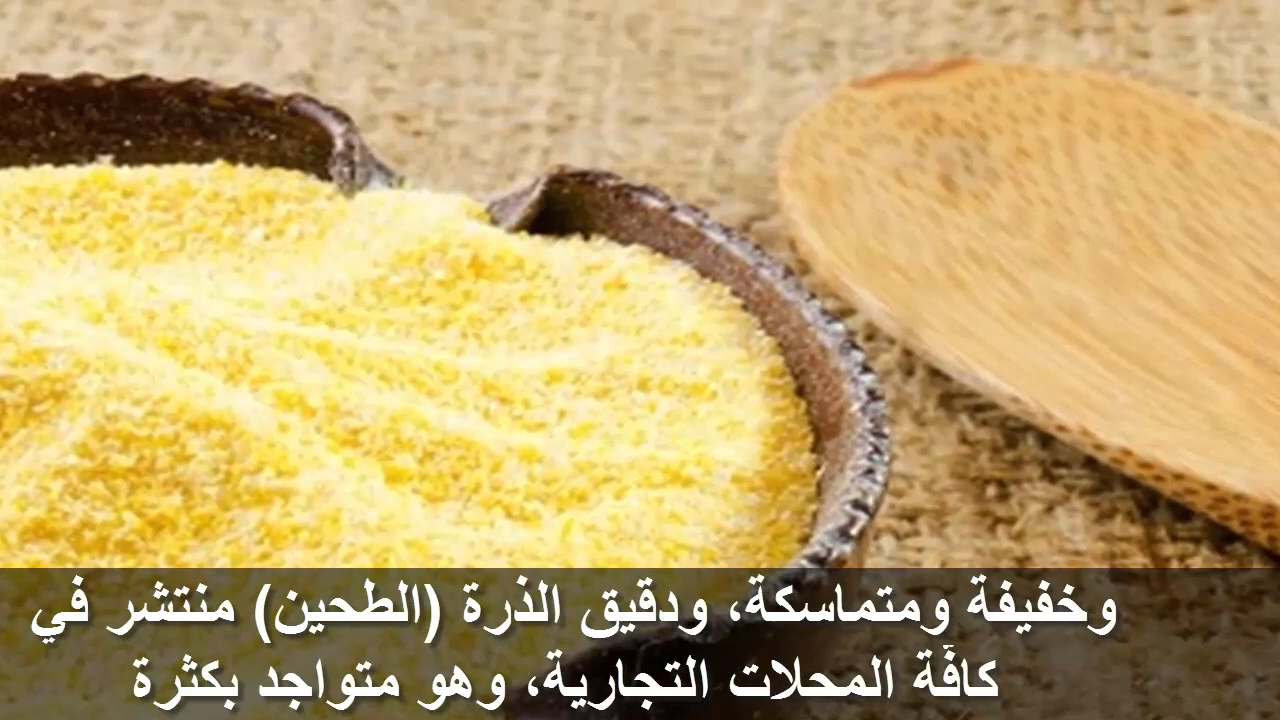 وخفيفة ومتماسكة، ودقيق الذرة (الطحين) منتشر في
كافّة المحلات التجارية، وهو متواجد بكثرة